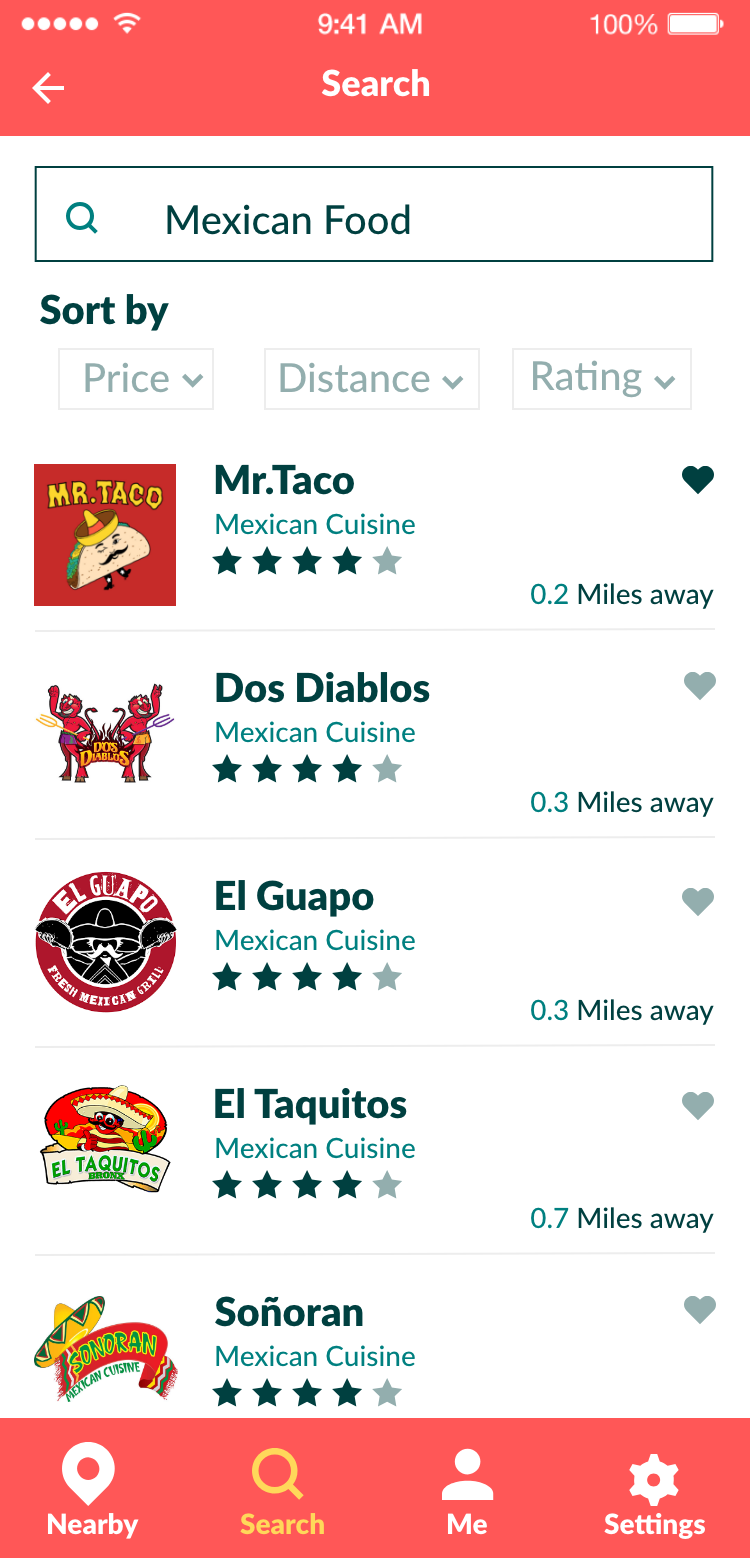 9:41 AM
100%
Search
Mexican Food
Sort by
Price
Distance
Rating
MR.TACO
Mr.Taco
Mexican Cuisine
0.2 Miles away
DOS
DIABLOS
Dos Diablos
Mexican Cuisine
0.3 Miles away
EL GUAPO
FRESH MEXICAN GRILL
El Guapo
Mexican Cuisine
0.3 Miles away
EL TAQUITOS
BRONX
El Taquitos
Mexican Cuisine
0.7 Miles away
SONORAN
MEXICAN CUISINE
Soñoran
Mexican Cuisine
Nearby
Search
Me
Settings